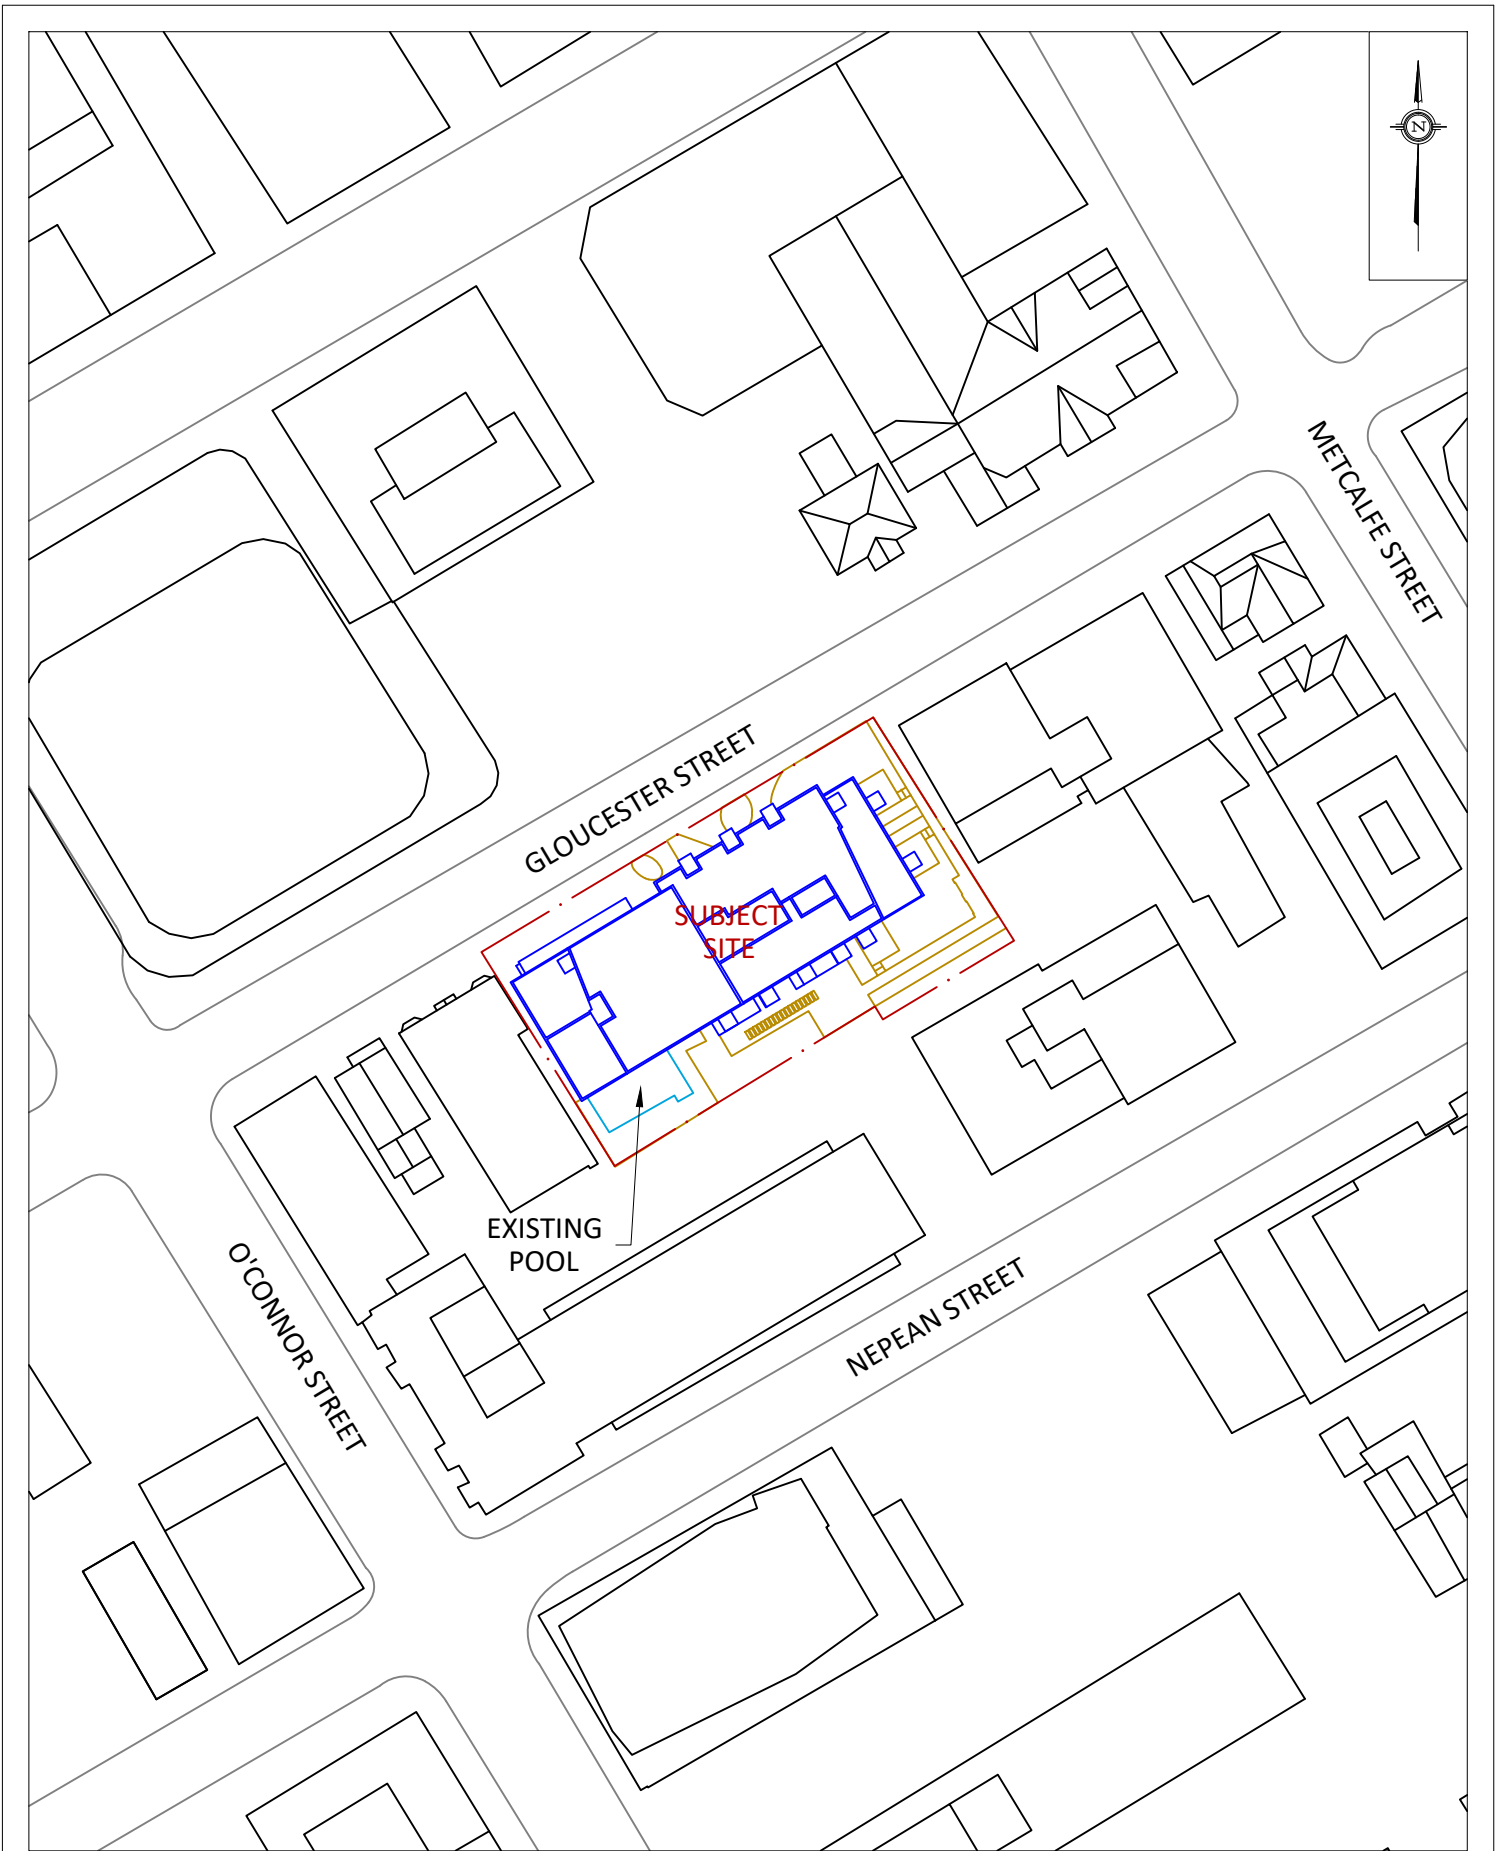 N
METCALFE STREET
GLOUCESTER STREET
SUBJECT
SITE
EXISTING
POOL
O'CONNOR STREET
NEPEAN STREET